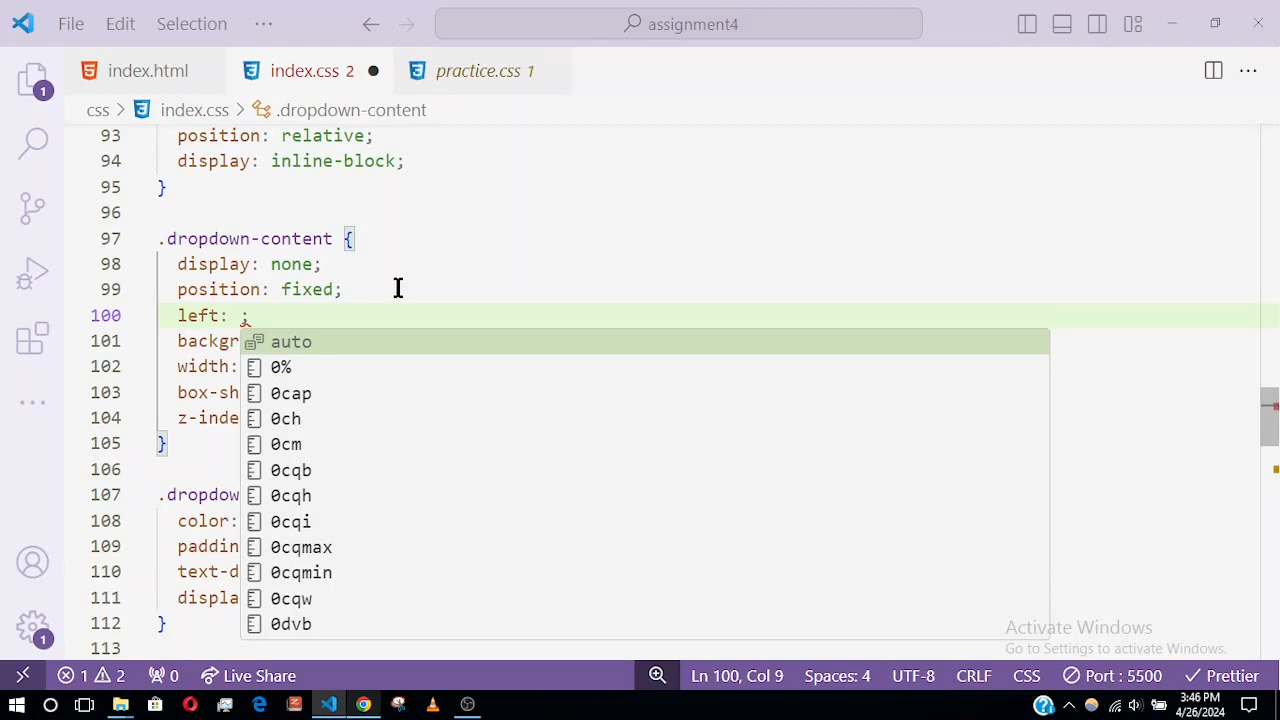 File Edit Selection ··· assignment4
index.html index.css 2 practice.css 1 ···
css > index.css > .dropdown-content
93 position: relative;
94 display: inline-block;
95 }
96
97 .dropdown-content {
98 display: none;
99 position: fixed;
100 left: ;
101 backgr
102 width:
103 box-sh
104 z-inde
105 }
106
107 .dropdow
108 color:
109 paddin
110 text-d
111 displa
112 }
113
auto
0%
0cap
0ch
0cm
0cqb
0cqh
0cqi
0cqmax
0cqmin
0cqw
0dvb
1
1
Activate Windows
Go to Settings to activate Windows.
1 2 0 Live Share Ln 100, Col 9 Spaces: 4 UTF-8 CRLF CSS Port : 5500 Prettier
3:46 PM
4/26/2024